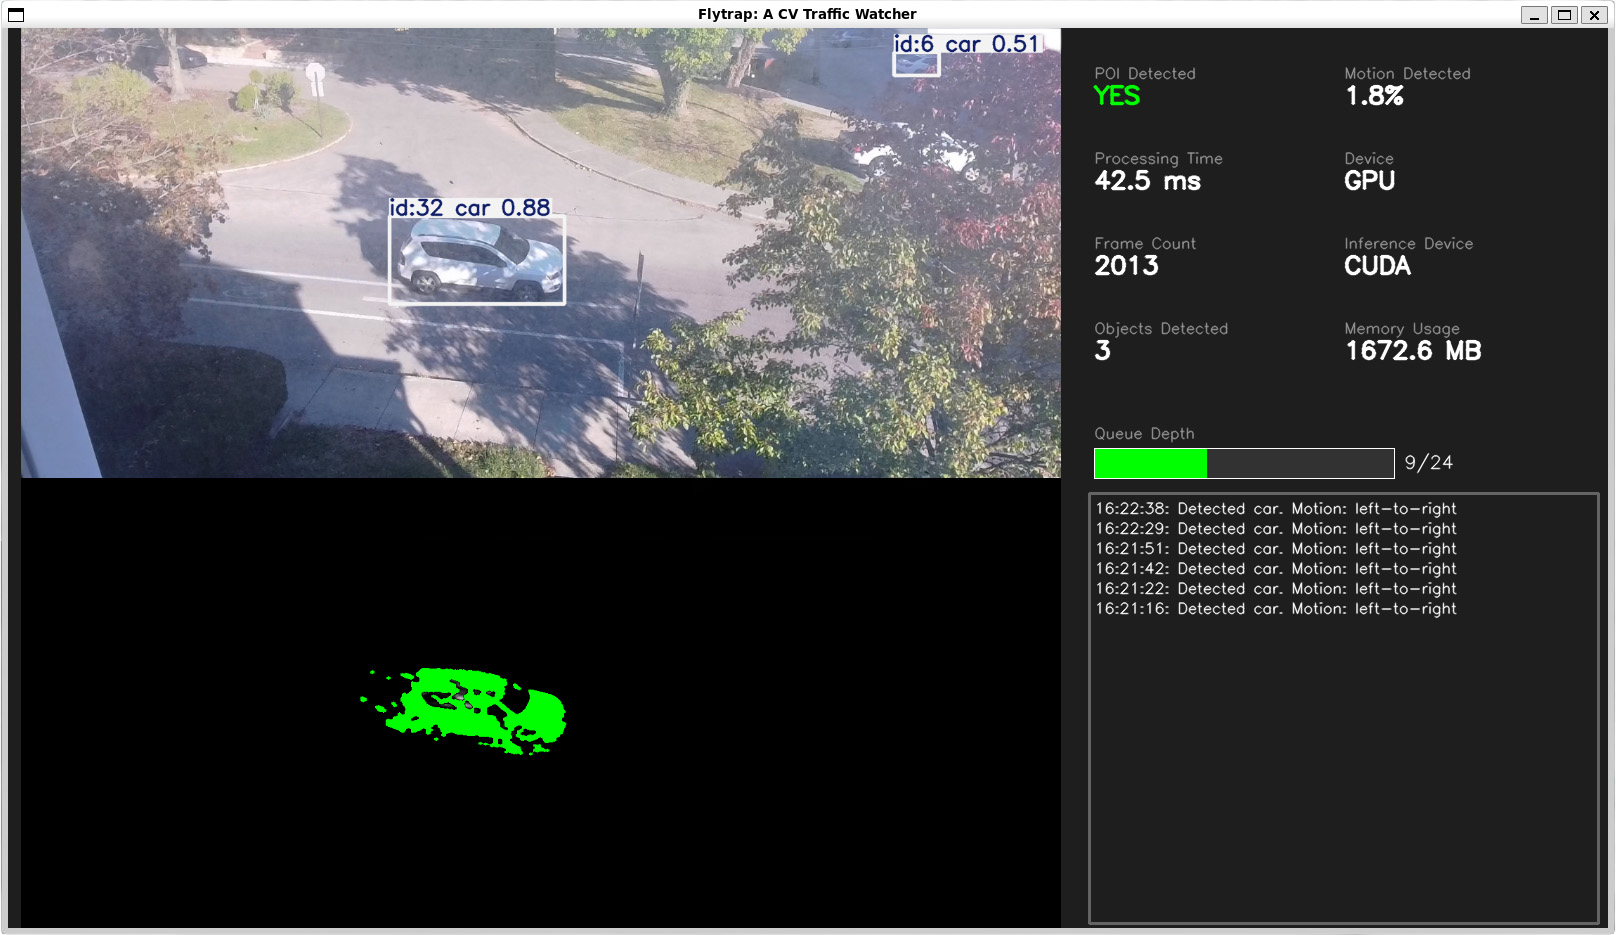 Flytrap: A CV Traffic Watcher
id:6 car 0.51
id:32 car 0.88
POI Detected
YES
Motion Detected
1.8%
Processing Time
42.5 ms
Device
GPU
Frame Count
2013
Inference Device
CUDA
Objects Detected
3
Memory Usage
1672.6 MB
Queue Depth
9/24
16:22:38: Detected car. Motion: left-to-right
16:22:29: Detected car. Motion: left-to-right
16:21:51: Detected car. Motion: left-to-right
16:21:42: Detected car. Motion: left-to-right
16:21:22: Detected car. Motion: left-to-right
16:21:16: Detected car. Motion: left-to-right